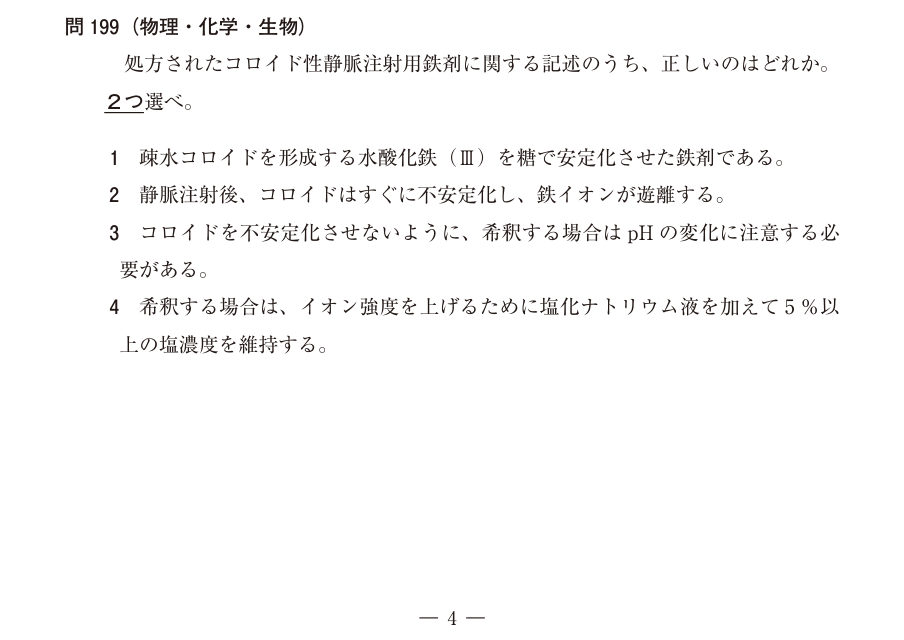 問 199（物理・化学・生物）
処方されたコロイド性静脈注射用鉄剤に関する記述のうち、正しいのはどれか。
２つ選べ。
1　疎水コロイドを形成する水酸化鉄（Ⅲ）を糖で安定化させた鉄剤である。
2　静脈注射後、コロイドはすぐに不安定化し、鉄イオンが遊離する。
3　コロイドを不安定化させないように、希釈する場合は pH の変化に注意する必
要がある。
4　希釈する場合は、イオン強度を上げるために塩化ナトリウム液を加えて５％以
上の塩濃度を維持する。
― 4 ―